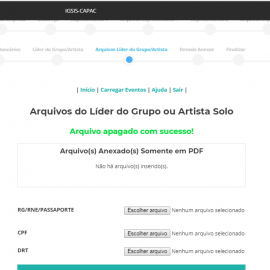 IGSIS-CAPAC
Líder do Grupo/Artista Arquivos Líder do Grupo/Artista Demais Anexos Finalizar
| Início | Carregar Eventos | Ajuda | Sair |
Arquivos do Líder do Grupo ou Artista Solo
Arquivo apagado com sucesso!
Arquivo(s) Anexado(s) Somente em PDF
Não há arquivo(s) inserido(s).
RG/RNE/PASSAPORTE Escolher arquivo Nenhum arquivo selecionado
CPF Escolher arquivo Nenhum arquivo selecionado
DRT Escolher arquivo Nenhum arquivo selecionado